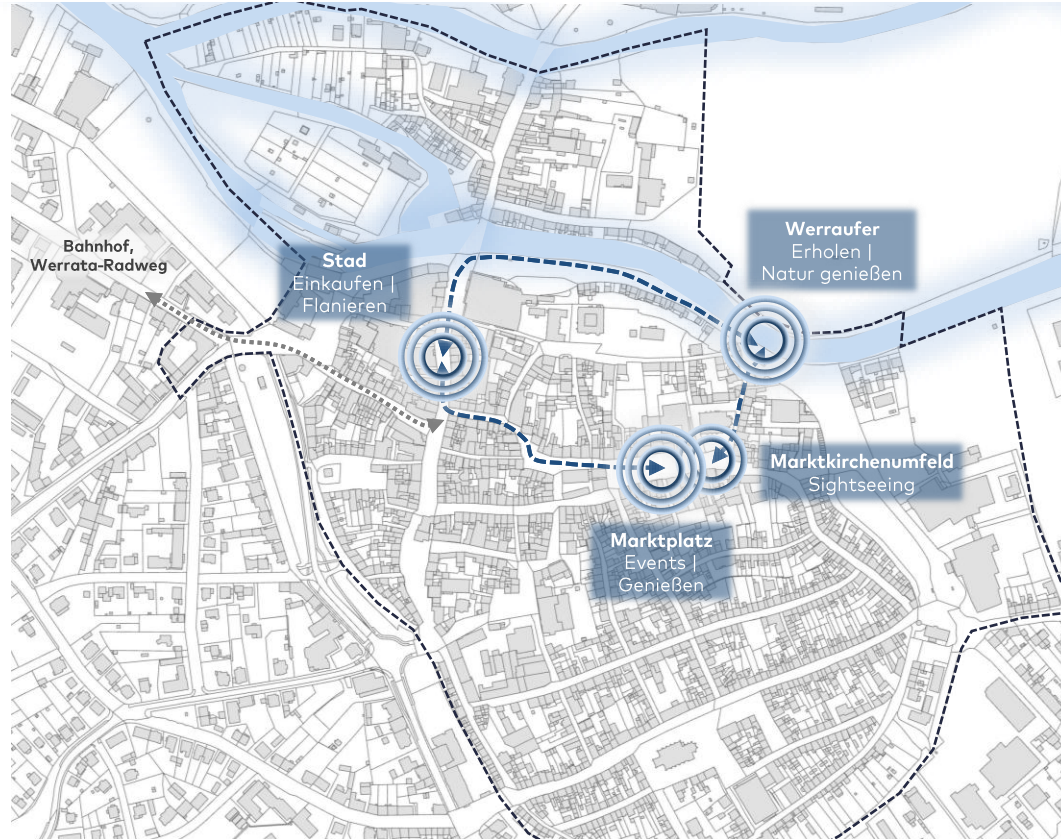 Werraufer
Erholen |
Natur genießen
Bahnhof,
Werrata-Radweg
Stad
Einkaufen |
Flanieren
Marktkirchenumfeld
Sightseeing
Marktplatz
Events |
Genießen